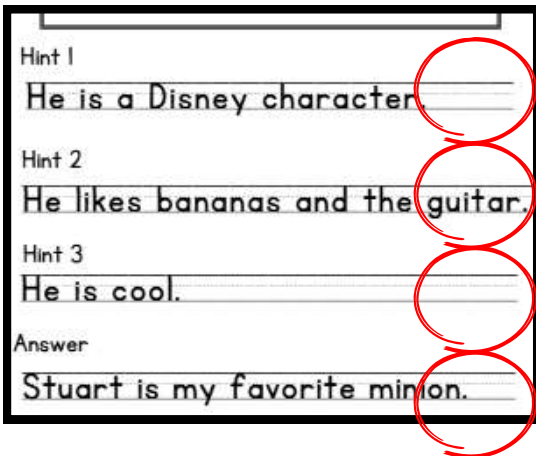 Hint 1
He is a Disney character.
Hint 2
He likes bananas and the guitar.
Hint 3
He is cool.
Answer
Stuart is my favorite minion.